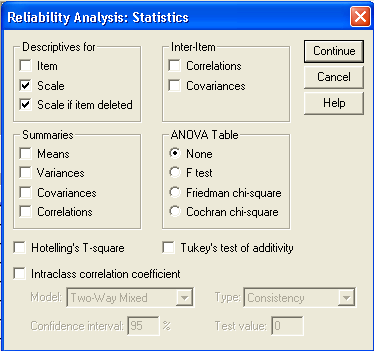 Reliability Analysis: Statistics
Descriptives for
Item
Scale
Scale if item deleted
Inter-Item
Correlations
Covariances
Continue
Cancel
Help
Summaries
Means
Variances
Covariances
Correlations
ANOVA Table
None
F test
Friedman chi-square
Cochran chi-square
Hotelling's T-square
Tukey's test of additivity
Intraclass correlation coefficient
Model: Two-Way Mixed
Type: Consistency
Confidence interval: 95 %
Test value: 0